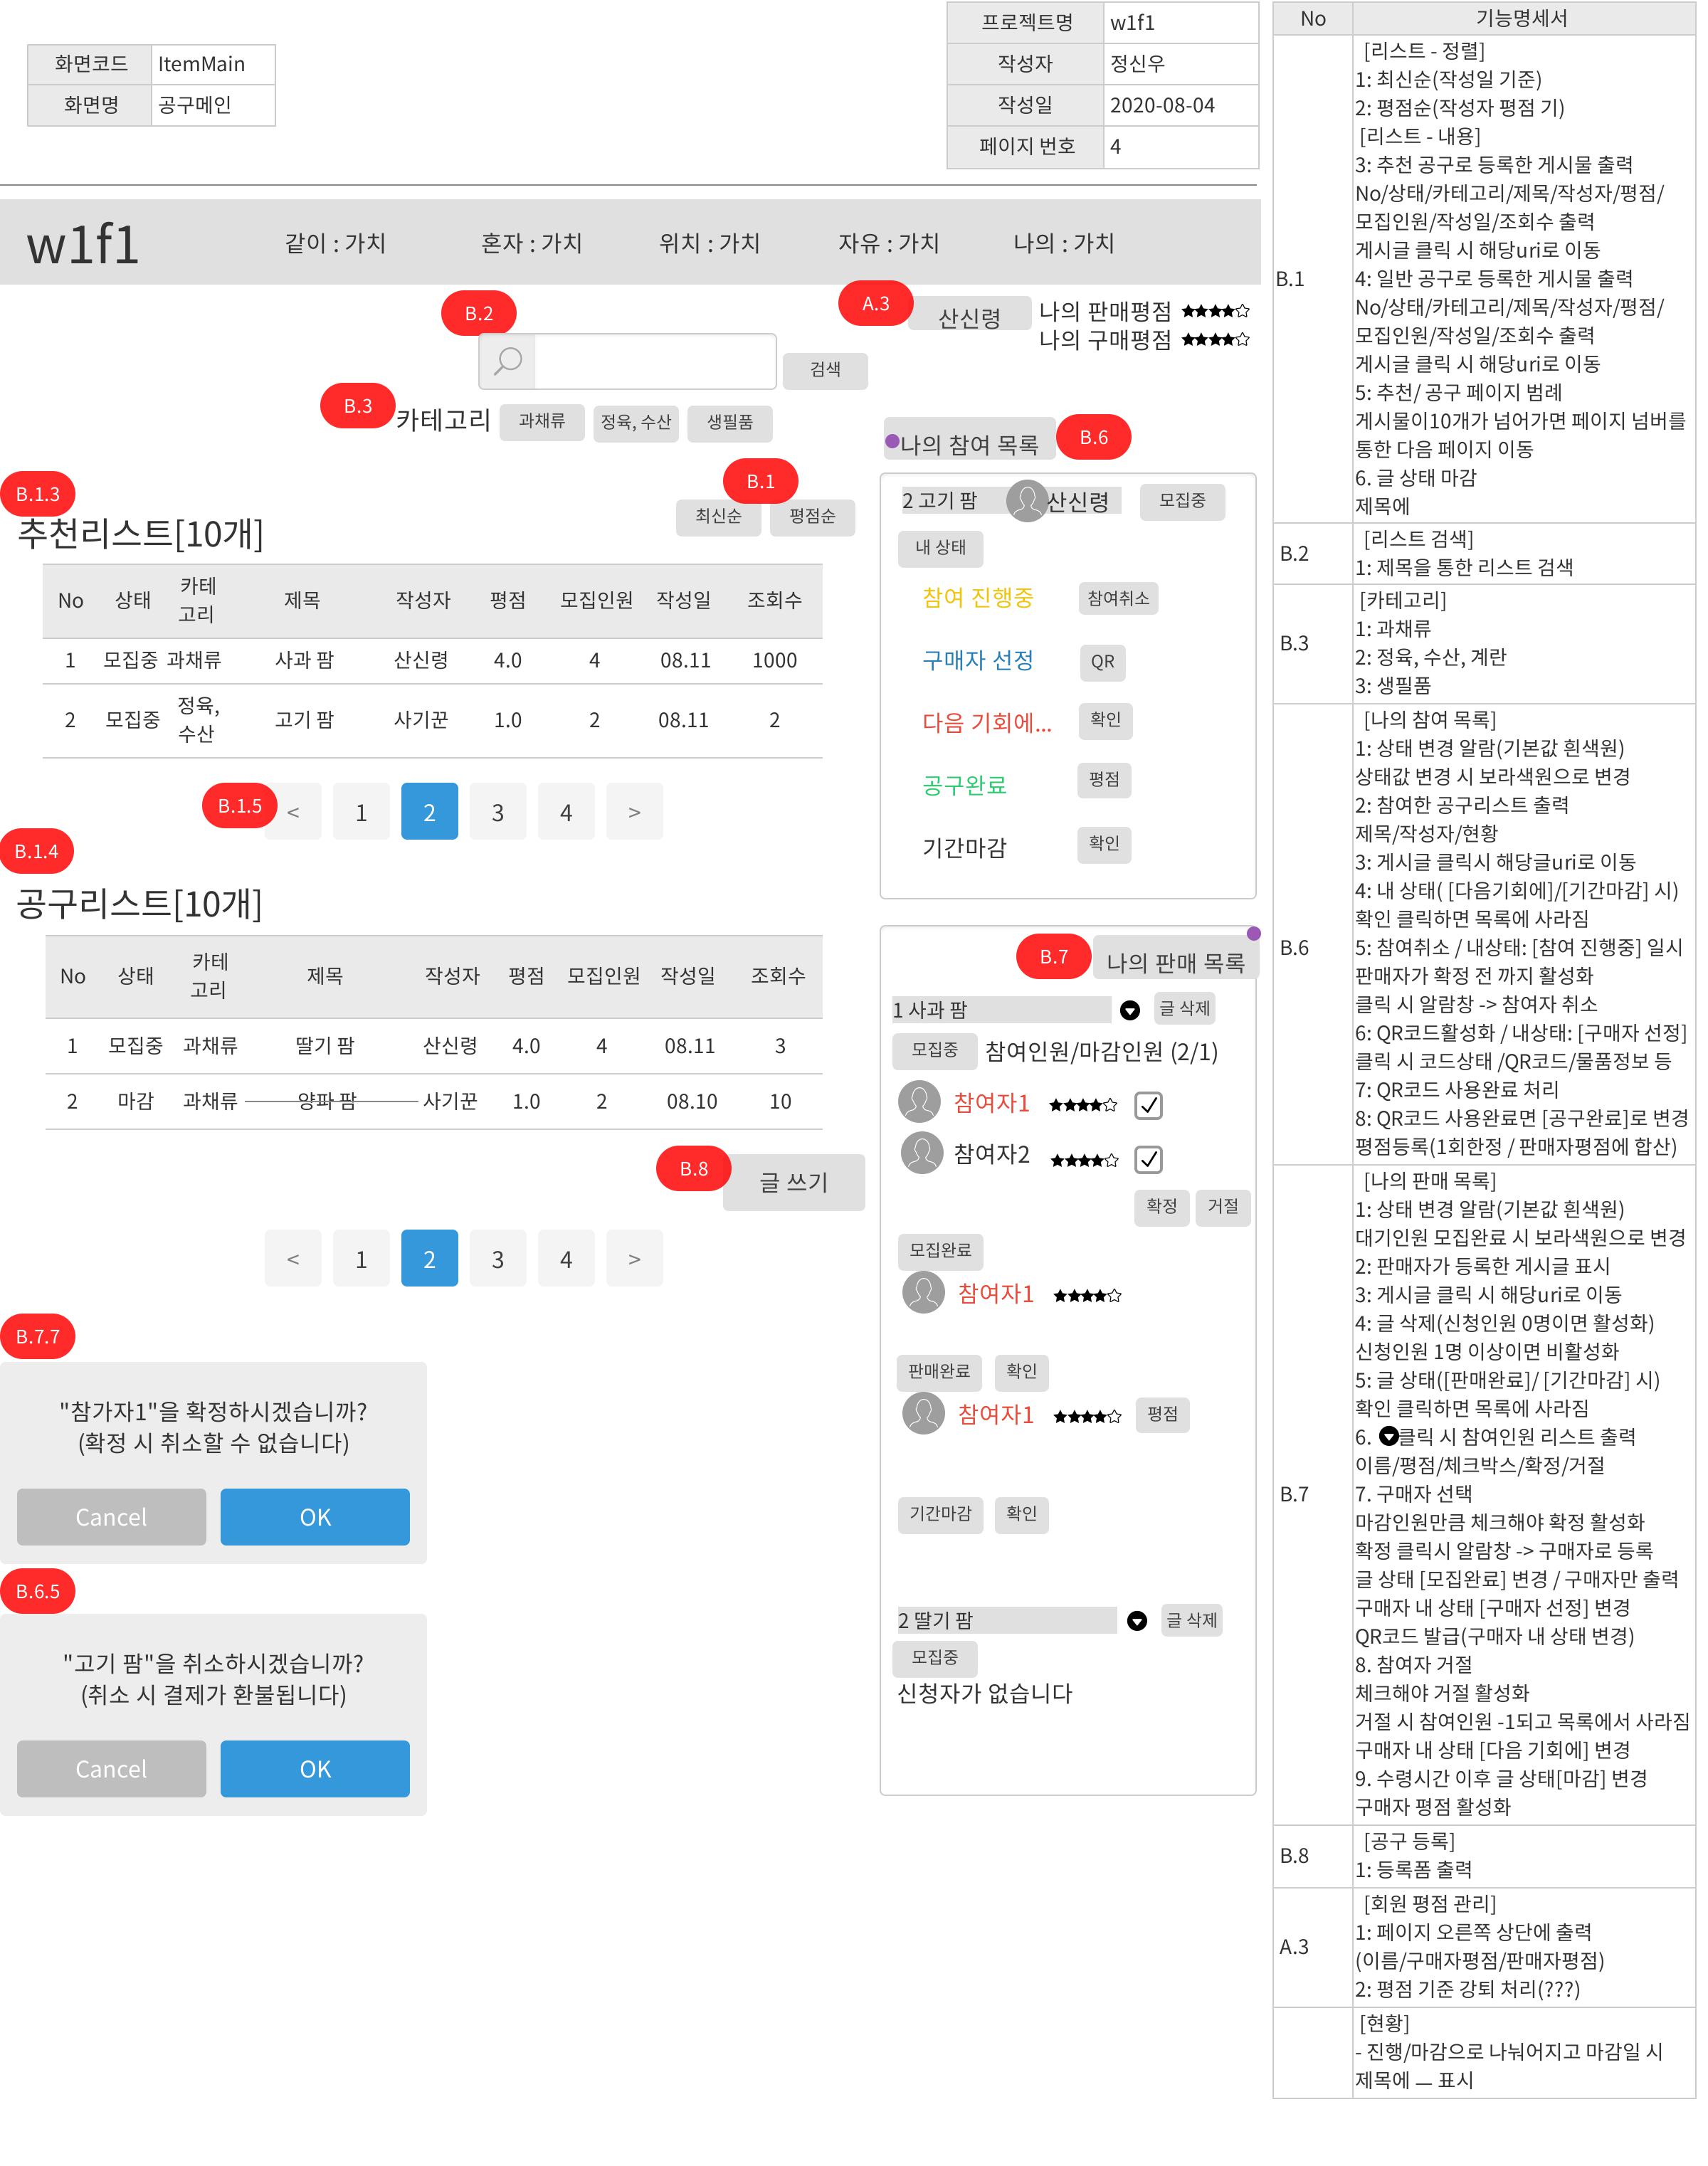 화면코드 ItemMain
화면명 공구메인
프로젝트명 w1f1
작성자 정신우
작성일 2020-08-04
페이지 번호 4
w1f1 같이 : 가치 혼자 : 가치 위치 : 가치 자유 : 가치 나의 : 가치
B.2
A.3 산신령 나의 판매평점 ★★★★☆
나의 구매평점 ★★★★☆
검색
B.3 카테고리 과채류 정육, 수산 생필품
B.1.3
추천리스트[10개]
B.1
최신순 평점순
No 상태 카테고리 제목 작성자 평점 모집인원 작성일 조회수
1 모집중 과채류 사과 팜 산신령 4.0 4 08.11 1000
2 모집중 정육, 수산 고기 팜 사기꾼 1.0 2 08.11 2
B.1.5 < 1 2 3 4 >
B.1.4
공구리스트[10개]
No 상태 카테고리 제목 작성자 평점 모집인원 작성일 조회수
1 모집중 과채류 딸기 팜 산신령 4.0 4 08.11 3
2 마감 과채류 양파 팜 사기꾼 1.0 2 08.10 10
B.8 글 쓰기
< 1 2 3 4 >
B.7.7
"참가자1"을 확정하시겠습니까?
(확정 시 취소할 수 없습니다)
Cancel OK
B.6.5
"고기 팜"을 취소하시겠습니까?
(취소 시 결제가 환불됩니다)
Cancel OK
나의 참여 목록 B.6
2 고기 팜 산신령 모집중
내 상태
참여 진행중 참여취소
구매자 선정 QR
다음 기회에... 확인
공구완료 평점
기간마감 확인
B.7 나의 판매 목록
1 사과 팜 글 삭제
모집중 참여인원/마감인원 (2/1)
참여자1 ★★★★☆
참여자2 ★★★★☆
확정 거절
모집완료
참여자1 ★★★★☆
판매완료 확인
참여자1 ★★★★☆ 평점
기간마감 확인
2 딸기 팜 글 삭제
모집중
신청자가 없습니다
No 기능명세서
B.1
[리스트 - 정렬]
1: 최신순(작성일 기준)
2: 평점순(작성자 평점 기)
[리스트 - 내용]
3: 추천 공구로 등록한 게시물 출력
No/상태/카테고리/제목/작성자/평점/
모집인원/작성일/조회수 출력
게시글 클릭 시 해당uri로 이동
4: 일반 공구로 등록한 게시물 출력
No/상태/카테고리/제목/작성자/평점/
모집인원/작성일/조회수 출력
게시글 클릭 시 해당uri로 이동
5: 추천/ 공구 페이지 범례
게시물이10개가 넘어가면 페이지 넘버를
통한 다음 페이지 이동
6. 글 상태 마감
제목에
B.2
[리스트 검색]
1: 제목을 통한 리스트 검색
B.3
[카테고리]
1: 과채류
2: 정육, 수산, 계란
3: 생필품
B.6
[나의 참여 목록]
1: 상태 변경 알람(기본값 흰색원)
상태값 변경 시 보라색원으로 변경
2: 참여한 공구리스트 출력
제목/작성자/현황
3: 게시글 클릭시 해당글uri로 이동
4: 내 상태( [다음기회에]/[기간마감] 시)
확인 클릭하면 목록에 사라짐
5: 참여취소 / 내상태: [참여 진행중] 일시
판매자가 확정 전 까지 활성화
클릭 시 알람창 -> 참여자 취소
6: QR코드활성화 / 내상태: [구매자 선정]
클릭 시 코드상태 /QR코드/물품정보 등
7: QR코드 사용완료 처리
8: QR코드 사용완료면 [공구완료]로 변경
평점등록(1회한정 / 판매자평점에 합산)
B.7
[나의 판매 목록]
1: 상태 변경 알람(기본값 흰색원)
대기인원 모집완료 시 보라색원으로 변경
2: 판매자가 등록한 게시글 표시
3: 게시글 클릭 시 해당uri로 이동
4: 글 삭제(신청인원 0명이면 활성화)
신청인원 1명 이상이면 비활성화
5: 글 상태([판매완료]/ [기간마감] 시)
확인 클릭하면 목록에 사라짐
6. 클릭 시 참여인원 리스트 출력
이름/평점/체크박스/확정/거절
7. 구매자 선택
마감인원만큼 체크해야 확정 활성화
확정 클릭시 알람창 -> 구매자로 등록
글 상태 [모집완료] 변경 / 구매자만 출력
구매자 내 상태 [구매자 선정] 변경
QR코드 발급(구매자 내 상태 변경)
8. 참여자 거절
체크해야 거절 활성화
거절 시 참여인원 -1되고 목록에서 사라짐
구매자 내 상태 [다음 기회에] 변경
9. 수령시간 이후 글 상태[마감] 변경
구매자 평점 활성화
B.8
[공구 등록]
1: 등록폼 출력
A.3
[회원 평점 관리]
1: 페이지 오른쪽 상단에 출력
(이름/구매자평점/판매자평점)
2: 평점 기준 강퇴 처리(???)
[현황]
- 진행/마감으로 나눠어지고 마감일 시
제목에 ㅡ 표시